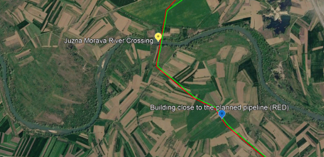 Južna Morava River Crossing
Building close to the planned pipeline (RED)